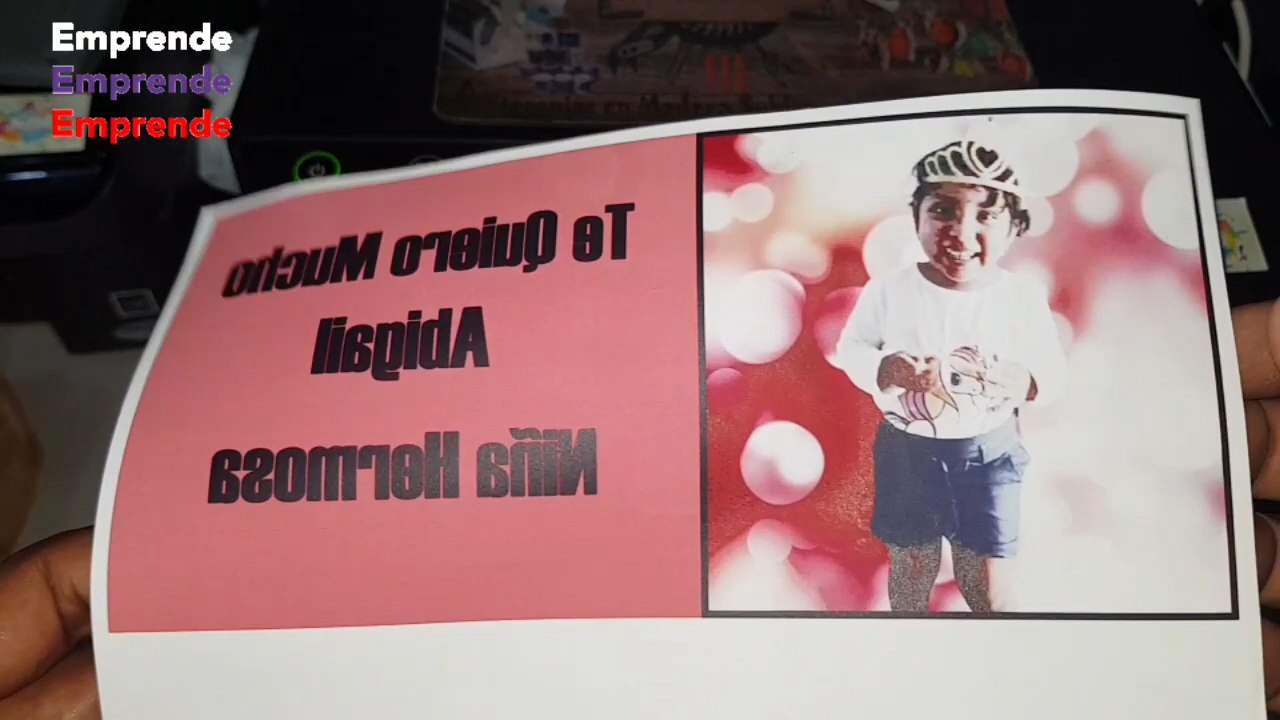 Emprende
Emprende
Emprende
Te Quiero Mucho
Abigail
Niña Hermosa